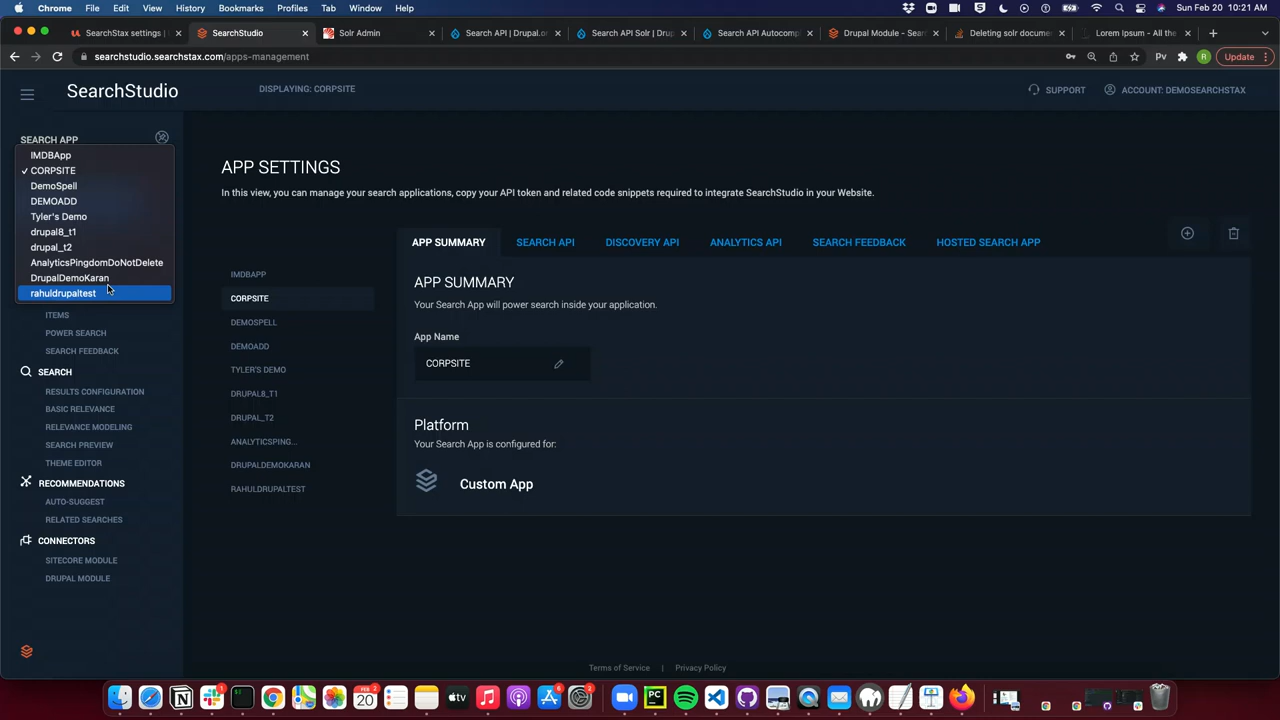 Chrome File Edit View History Bookmarks Profiles Tab Window Help
Sun Feb 20 10:21 AM
SearchStax settings |
SearchStudio
Solr Admin
Search API | Drupal.or
Search API Solr | Drup
Search API Autocomp
Drupal Module - Sear
Deleting solr documen
Lorem Ipsum - All the
searchstudio.searchstax.com/apps-management
Pv
R
Update
SearchStudio
DISPLAYING: CORPSITE
SUPPORT
ACCOUNT: DEMOSEARCHSTAX
SEARCH APP
IMDBApp
✓ CORPSITE
DemoSpell
DEMOADD
Tyler's Demo
drupal8_t1
drupal_t2
AnalyticsPingdomDoNotDelete
DrupalDemoKaran
rahuldrupaltest
ITEMS
POWER SEARCH
SEARCH FEEDBACK
SEARCH
RESULTS CONFIGURATION
BASIC RELEVANCE
RELEVANCE MODELING
SEARCH PREVIEW
THEME EDITOR
RECOMMENDATIONS
AUTO-SUGGEST
RELATED SEARCHES
CONNECTORS
SITECORE MODULE
DRUPAL MODULE
APP SETTINGS
In this view, you can manage your search applications, copy your API token and related code snippets required to integrate SearchStudio in your Website.
IMDBAPP
CORPSITE
DEMOSPELL
DEMOADD
TYLER'S DEMO
DRUPAL8_T1
DRUPAL_T2
ANALYTICSPING...
DRUPALDEMOKARAN
RAHULDRUPALTEST
APP SUMMARY SEARCH API DISCOVERY API ANALYTICS API SEARCH FEEDBACK HOSTED SEARCH APP
APP SUMMARY
Your Search App will power search inside your application.
App Name
CORPSITE
Platform
Your Search App is configured for:
Custom App
Terms of Service | Privacy Policy
FEB
20
tv
PC